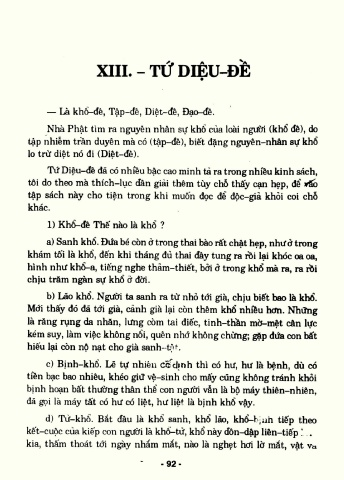 XIII. – TỨ DIỆU–ĐỀ
— Là khổ–đề, Tập–đề, Diệt–đề, Đạo–đề.
Nhà Phật tìm ra nguyên nhân sự khổ của loài người (khổ đề), do
tập nhiễm trần duyên mà có (tập–đề), biết đặng nguyên–nhân sự khổ
lo trừ diệt nó đi (Diệt–đề).
Tứ Diệu–đề đã có nhiều bậc cao minh tả ra trong nhiều kinh sách,
tôi do theo mà thích–lục dẫn giải thêm tùy chỗ thấy cạn hẹp, để vào
tập sách này cho tiện trong khi muốn đọc để độc–giả khỏi coi chỗ
khác.
1) Khổ–đề Thế nào là khổ ?
a) Sanh khổ. Đứa bé còn ở trong thai bào rất chật hẹp, như ở trong
khám tối là khổ, đến khi tháng đủ thai đầy tung ra rồi lại khóc oa oa,
hình như khổ–a, tiếng nghe thảm–thiết, bởi ở trong khổ mà ra, ra rồi
chịu trăm ngàn sự khổ ở đời.
b) Lão khổ. Người ta sanh ra từ nhỏ tới già, chịu biết bao là khổ.
Mới thấy đó đã tới già, cảnh già lại còn thêm khổ nhiều hơn. Những
là răng rụng da nhăn, lưng còm tai điếc, tinh–thần mờ–mệt cân lực
kém suy, làm việc không nổi, quên nhớ không chừng; gặp đứa con bất
hiếu lại còn nộ nạt cho già sanh–
c) Bịnh–khổ. Lẽ tự nhiên cố định thì có hư, hư là bệnh, dù có
tiền bạc bao nhiêu, khéo giữ vệ–sinh cho mấy cũng không tránh khỏi
bịnh hoạn bất thường thân thể con người vẫn là bộ máy thiên–nhiên,
đã gọi là máy tất có hư có liệt, hư liệt là bịnh khổ vậy.
d) Tử–khổ. Bắt đầu là khổ sanh, khổ lão, khổ–bịnh tiếp theo
kết–cuộc của kiếp con người là khổ–tử, khổ này đồn–dập liên–tiếp
kia, thấm thoát tới ngày nhắm mắt, nào là nghẹt hơi lờ mắt, vật vả
- 92 -